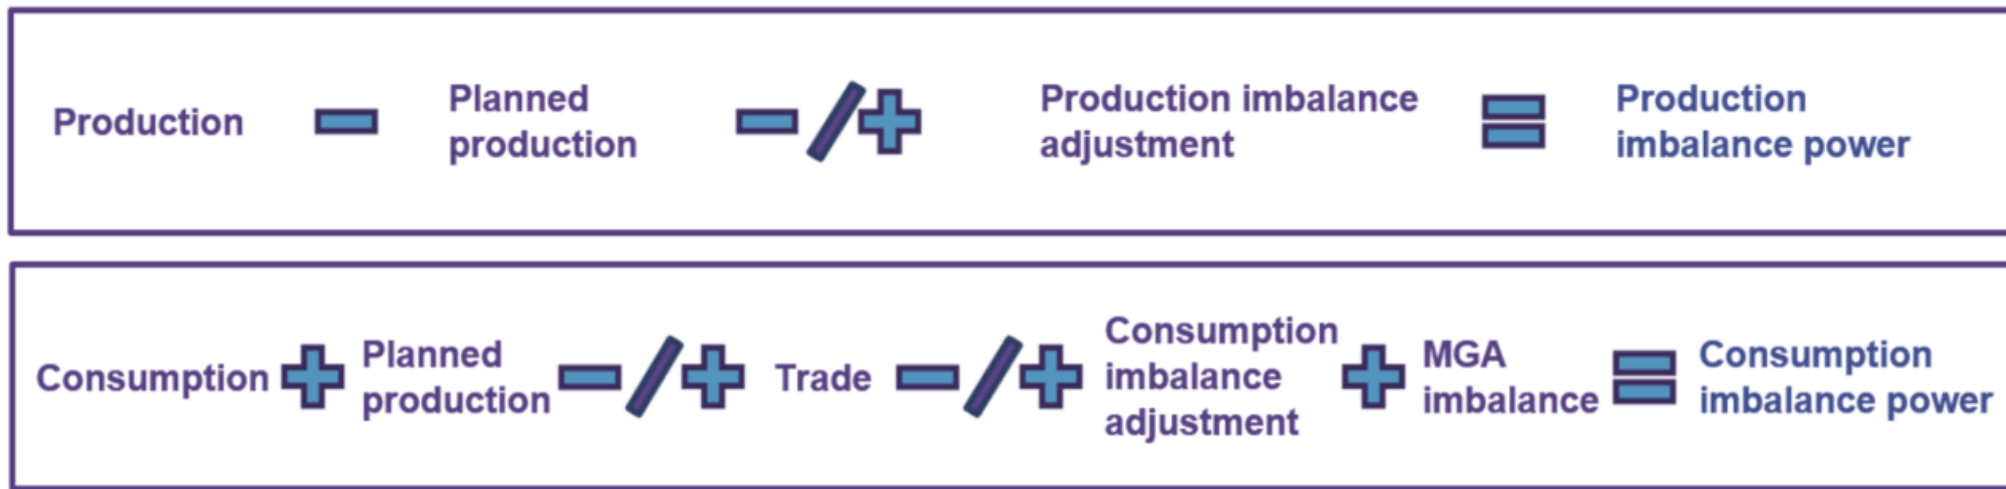 Production − Planned production −/+ Production imbalance adjustment = Production imbalance power
Consumption + Planned production −/+ Trade −/+ Consumption imbalance adjustment + MGA imbalance = Consumption imbalance power